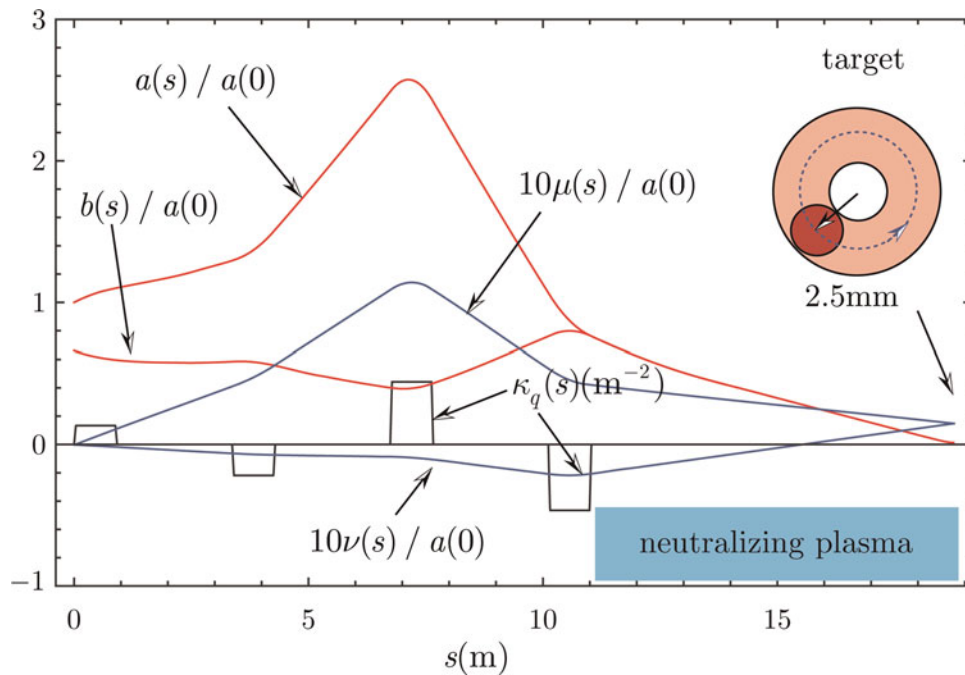 3
2
1
0
−1
0
5
10
15
s(m)
a(s) / a(0)
b(s) / a(0)
10μ(s) / a(0)
κ_q(s)(m⁻²)
10ν(s) / a(0)
target
2.5mm
neutralizing plasma